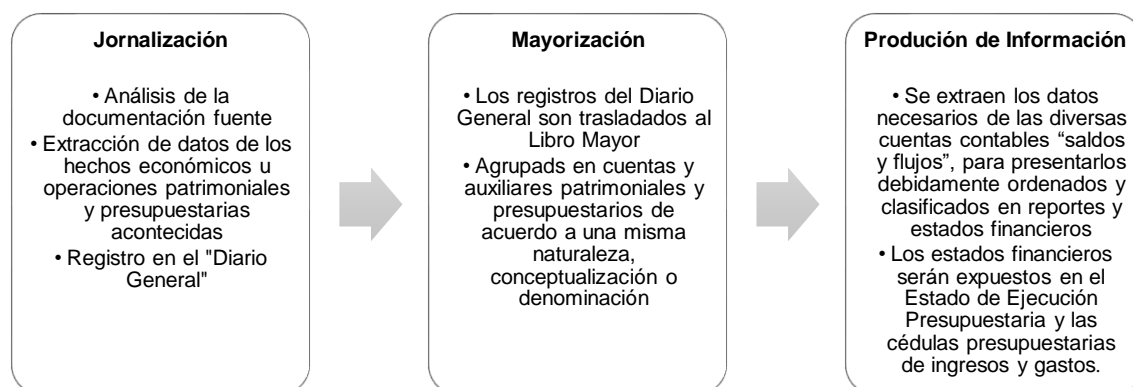 Jornalización
• Análisis de la
documentación fuente
• Extracción de datos de los
hechos económicos u
operaciones patrimoniales
y presupuestarias
acontecidas
• Registro en el "Diario
General"
Mayorización
• Los registros del Diario
General son trasladados al
Libro Mayor
• Agrupads en cuentas y
auxiliares patrimoniales y
presupuestarios de
acuerdo a una misma
naturaleza,
conceptualización o
denominación
Produción de Información
• Se extraen los datos
necesarios de las diversas
cuentas contables “saldos
y flujos”, para presentarlos
debidamente ordenados y
clasificados en reportes y
estados financieros
• Los estados financieros
serán expuestos en el
Estado de Ejecución
Presupuestaria y las
cédulas presupuestarias
de ingresos y gastos.